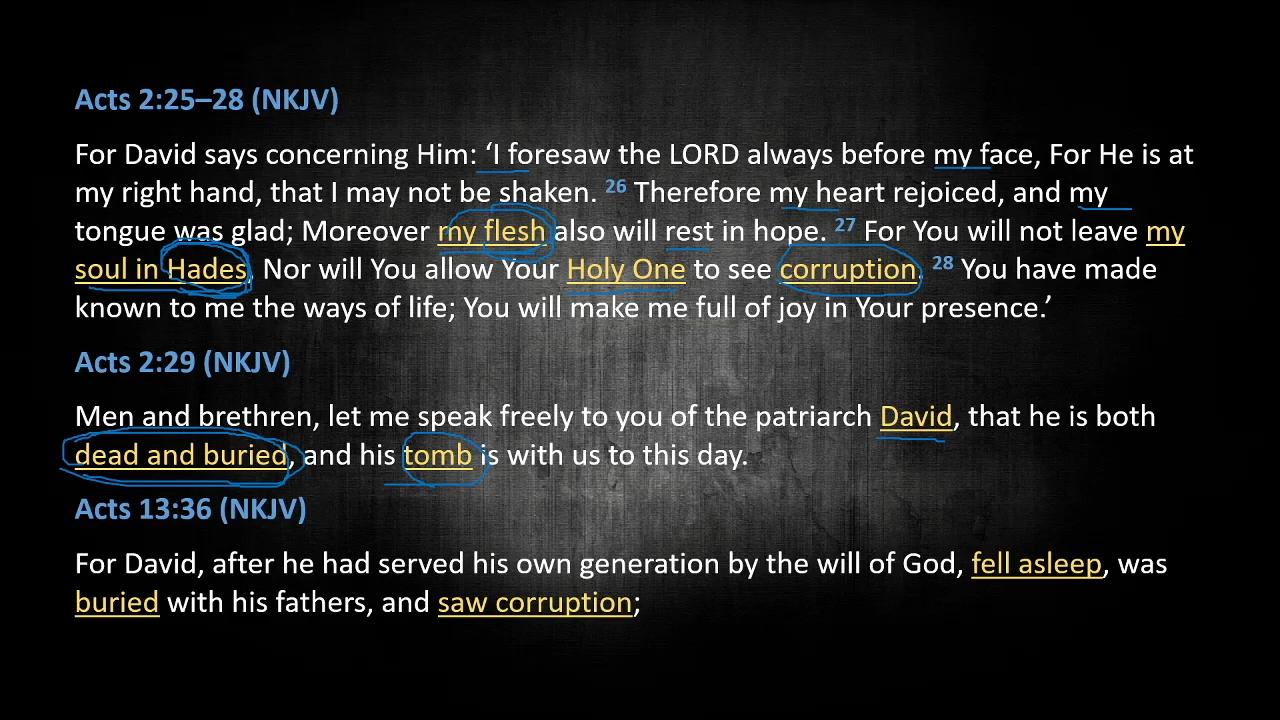 Acts 2:25–28 (NKJV)
For David says concerning Him: ‘I foresaw the LORD always before my face, For He is at
my right hand, that I may not be shaken. 26 Therefore my heart rejoiced, and my
tongue was glad; Moreover my flesh also will rest in hope. 27 For You will not leave my
soul in Hades, Nor will You allow Your Holy One to see corruption. 28 You have made
known to me the ways of life; You will make me full of joy in Your presence.’
Acts 2:29 (NKJV)
Men and brethren, let me speak freely to you of the patriarch David, that he is both
dead and buried, and his tomb is with us to this day.
Acts 13:36 (NKJV)
For David, after he had served his own generation by the will of God, fell asleep, was
buried with his fathers, and saw corruption;